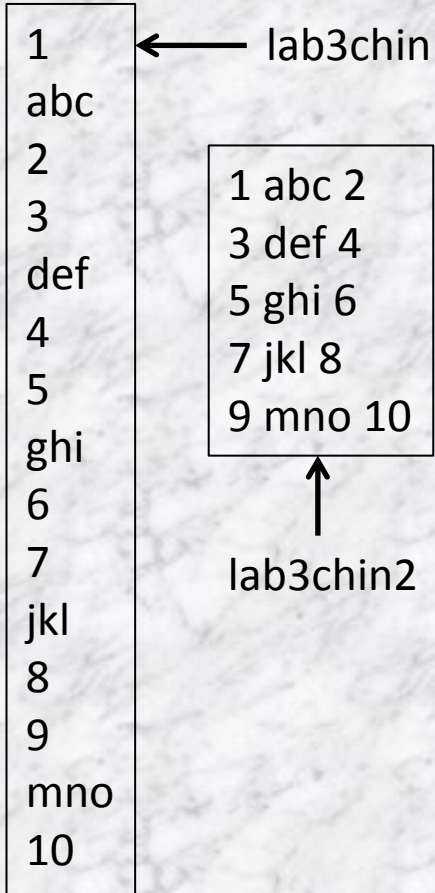 1
abc
2
3
def
4
5
ghi
6
7
jkl
8
9
mno
10
lab3chin
1 abc 2
3 def 4
5 ghi 6
7 jkl 8
9 mno 10
lab3chin2